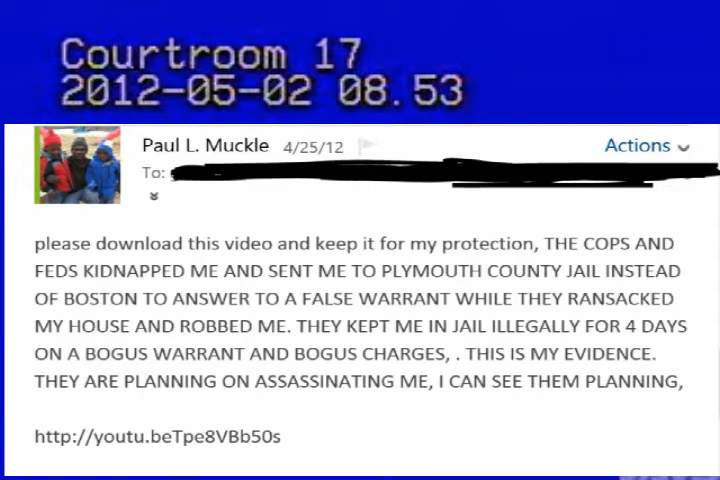 Courtroom 17
2012-05-02 08.53
Paul L. Muckle 4/25/12
Actions
To:
please download this video and keep it for my protection, THE COPS AND
FEDS KIDNAPPED ME AND SENT ME TO PLYMOUTH COUNTY JAIL INSTEAD
OF BOSTON TO ANSWER TO A FALSE WARRANT WHILE THEY RANSACKED
MY HOUSE AND ROBBED ME. THEY KEPT ME IN JAIL ILLEGALLY FOR 4 DAYS
ON A BOGUS WARRANT AND BOGUS CHARGES, . THIS IS MY EVIDENCE.
THEY ARE PLANNING ON ASSASSINATING ME, I CAN SEE THEM PLANNING,
http://youtu.beTpe8VBb50s